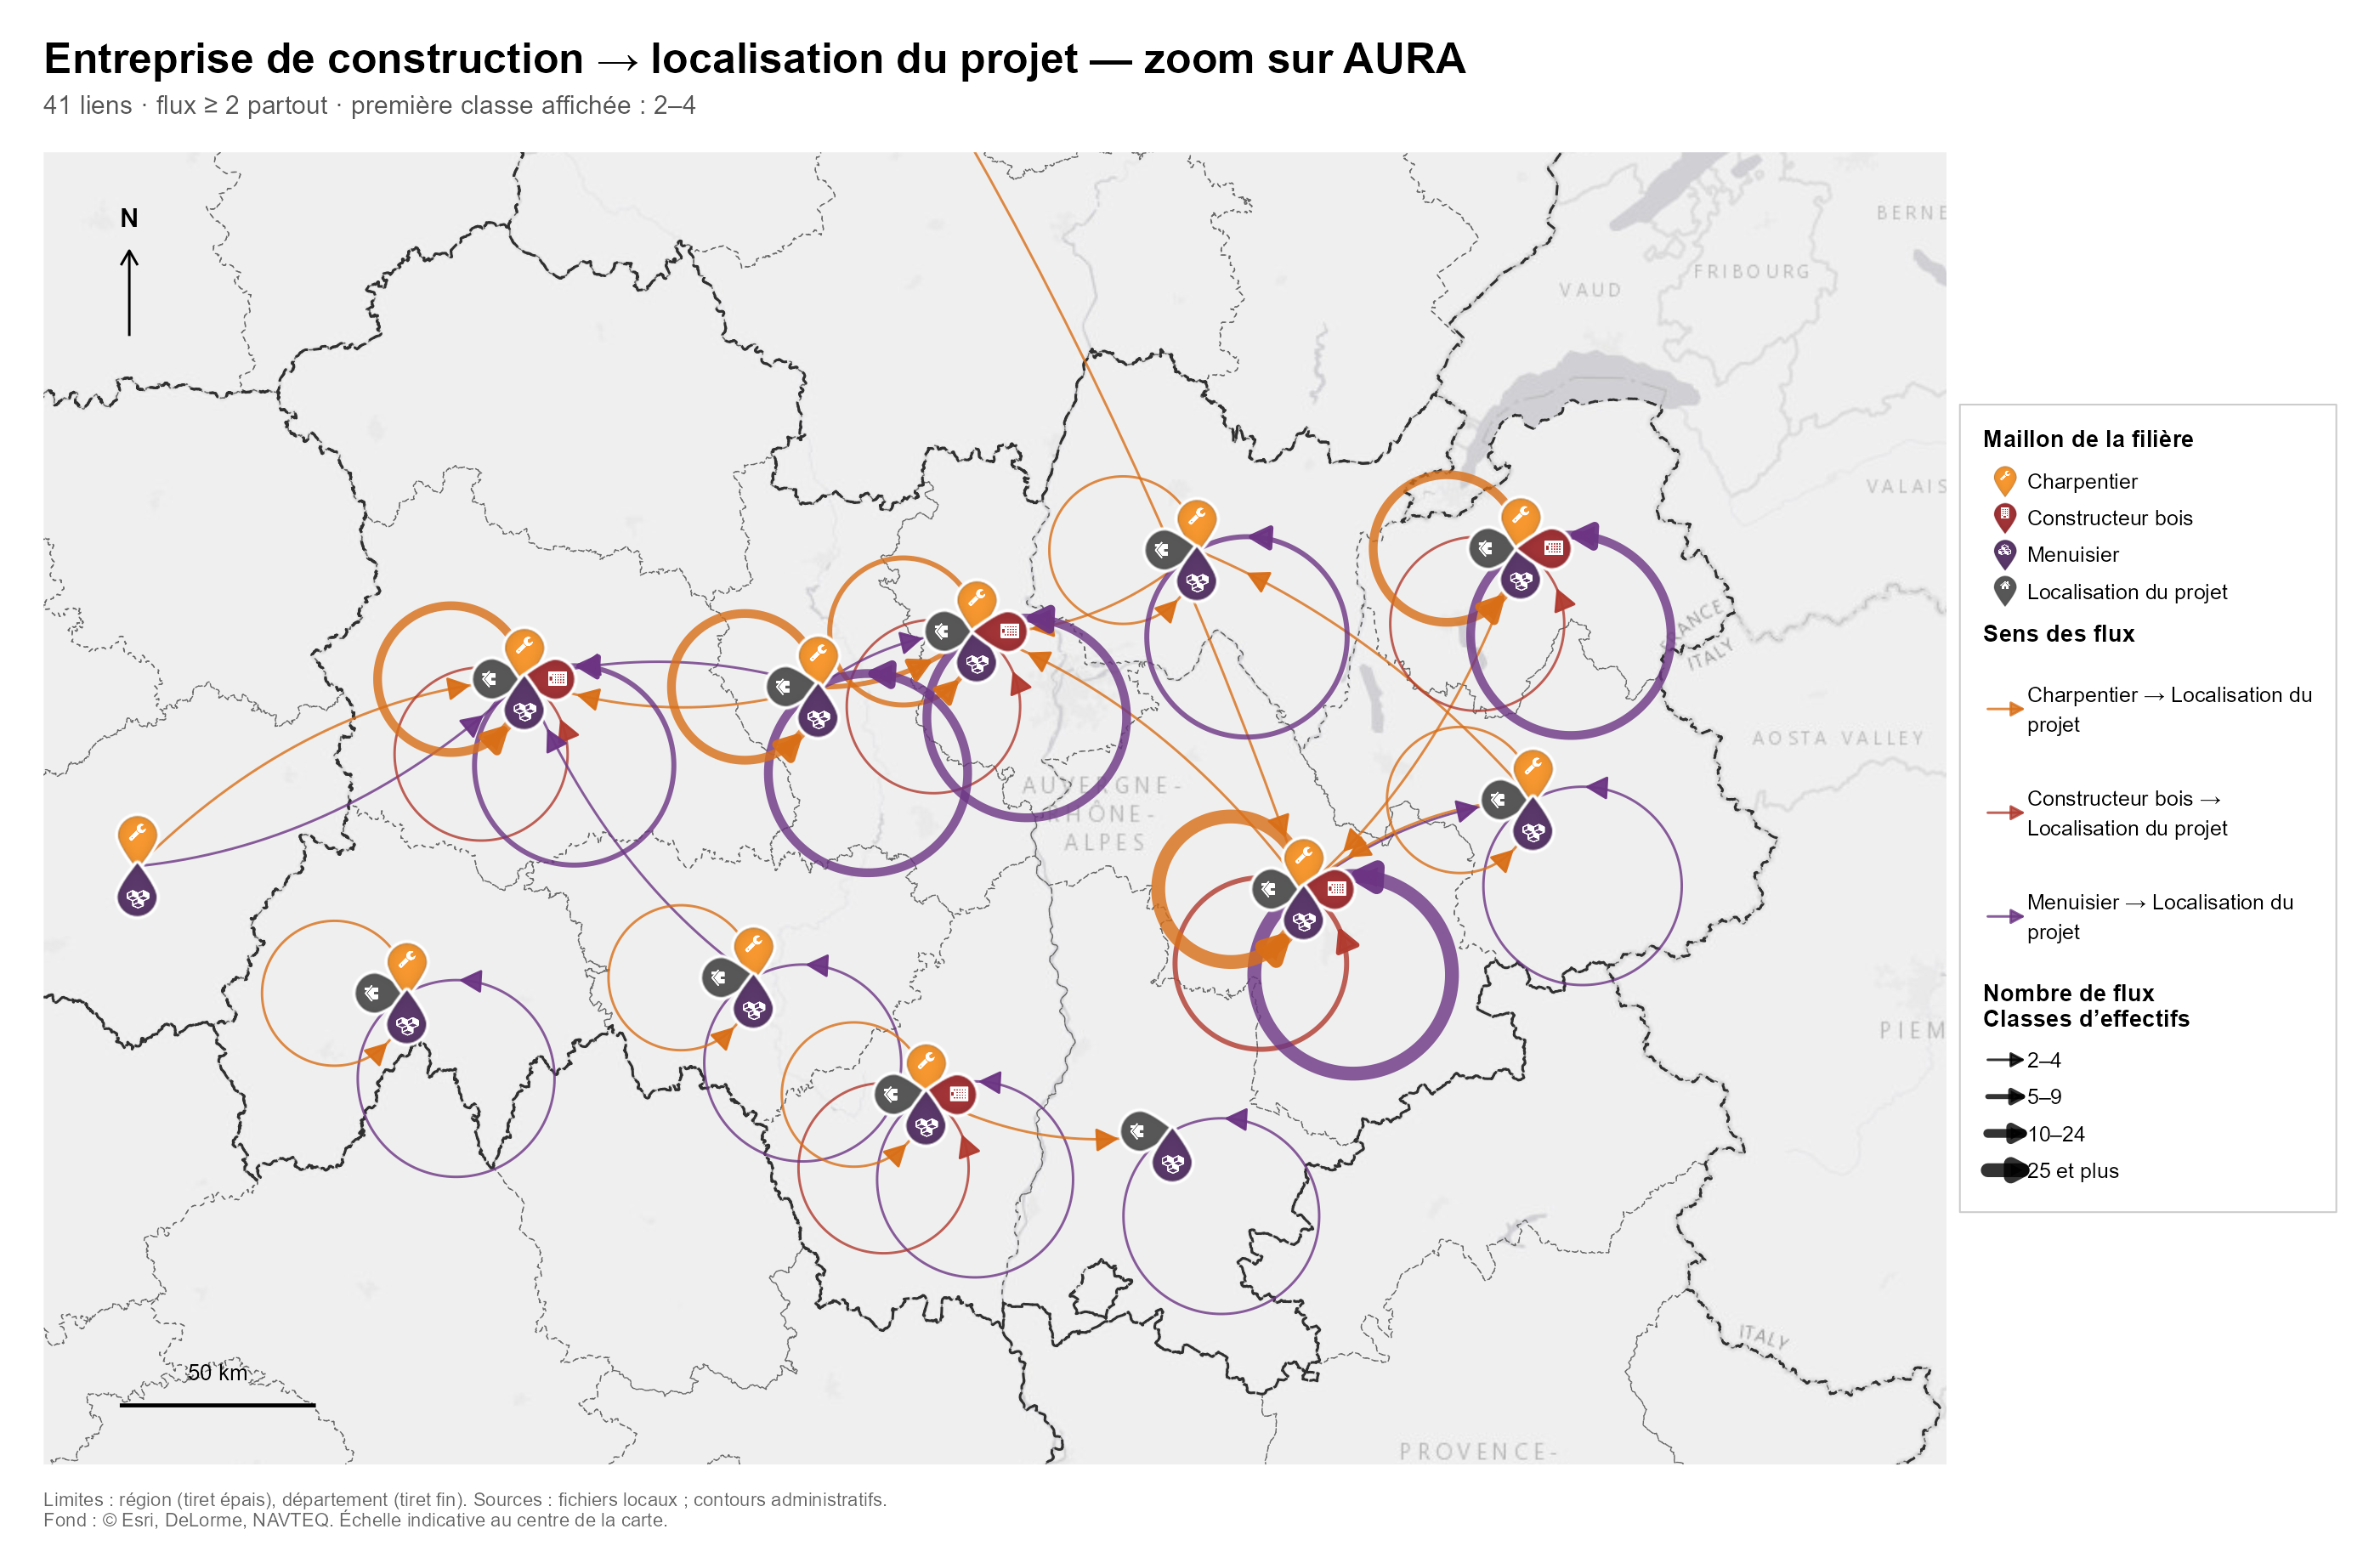 Entreprise de construction → localisation du projet — zoom sur AURA
41 liens · flux ≥ 2 partout · première classe affichée : 2–4
N
BERNE
FRIBOURG
VAUD
VALAIS
FRANCE
ITALY
AOSTA VALLEY
AUVERGNE-
RHÔNE-
ALPES
PIEM
ITALY
PROVENCE-
50 km
Maillon de la filière
Charpentier
Constructeur bois
Menuisier
Localisation du projet
Sens des flux
Charpentier → Localisation du
projet
Constructeur bois →
Localisation du projet
Menuisier → Localisation du
projet
Nombre de flux
Classes d’effectifs
2–4
5–9
10–24
25 et plus
Limites : région (tiret épais), département (tiret fin). Sources : fichiers locaux ; contours administratifs.
Fond : © Esri, DeLorme, NAVTEQ. Échelle indicative au centre de la carte.